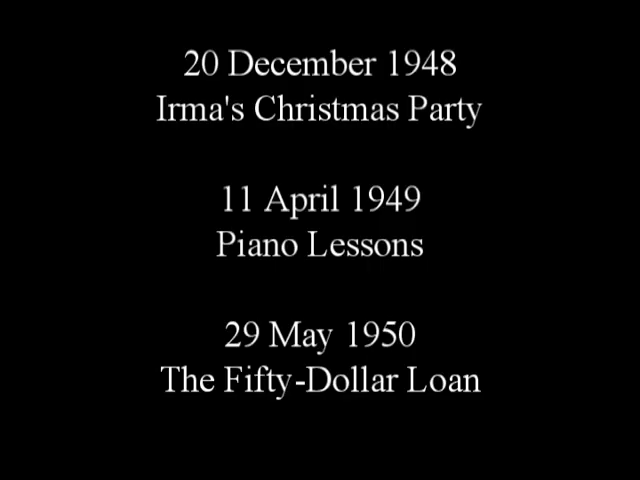 20 December 1948
Irma's Christmas Party
11 April 1949
Piano Lessons
29 May 1950
The Fifty-Dollar Loan